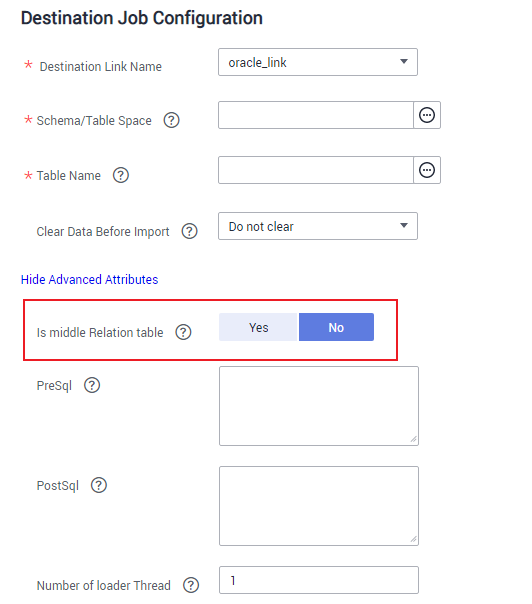 Destination Job Configuration
* Destination Link Name oracle_link
* Schema/Table Space ?
* Table Name ?
Clear Data Before Import ? Do not clear
Hide Advanced Attributes
Is middle Relation table ? Yes No
PreSql ?
PostSql ?
Number of loader Thread ? 1